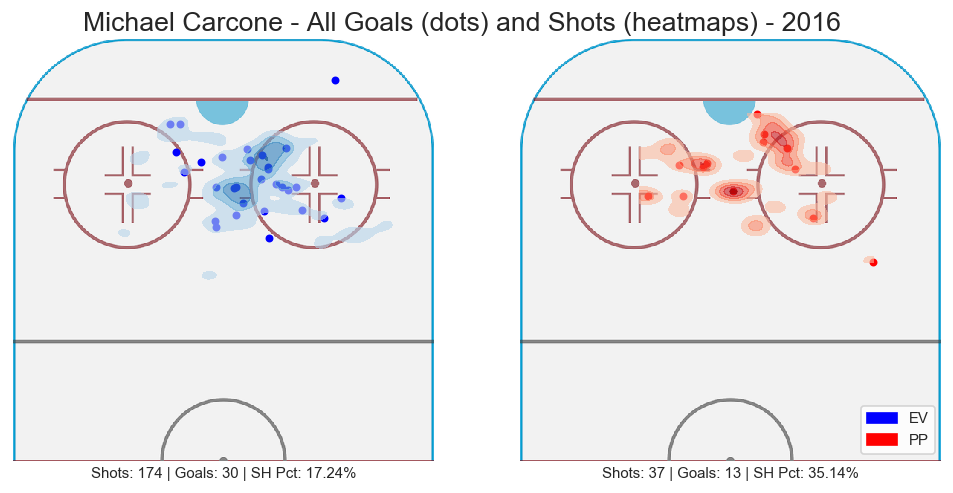 Michael Carcone - All Goals (dots) and Shots (heatmaps) - 2016
EV
PP
Shots: 174 | Goals: 30 | SH Pct: 17.24%
Shots: 37 | Goals: 13 | SH Pct: 35.14%